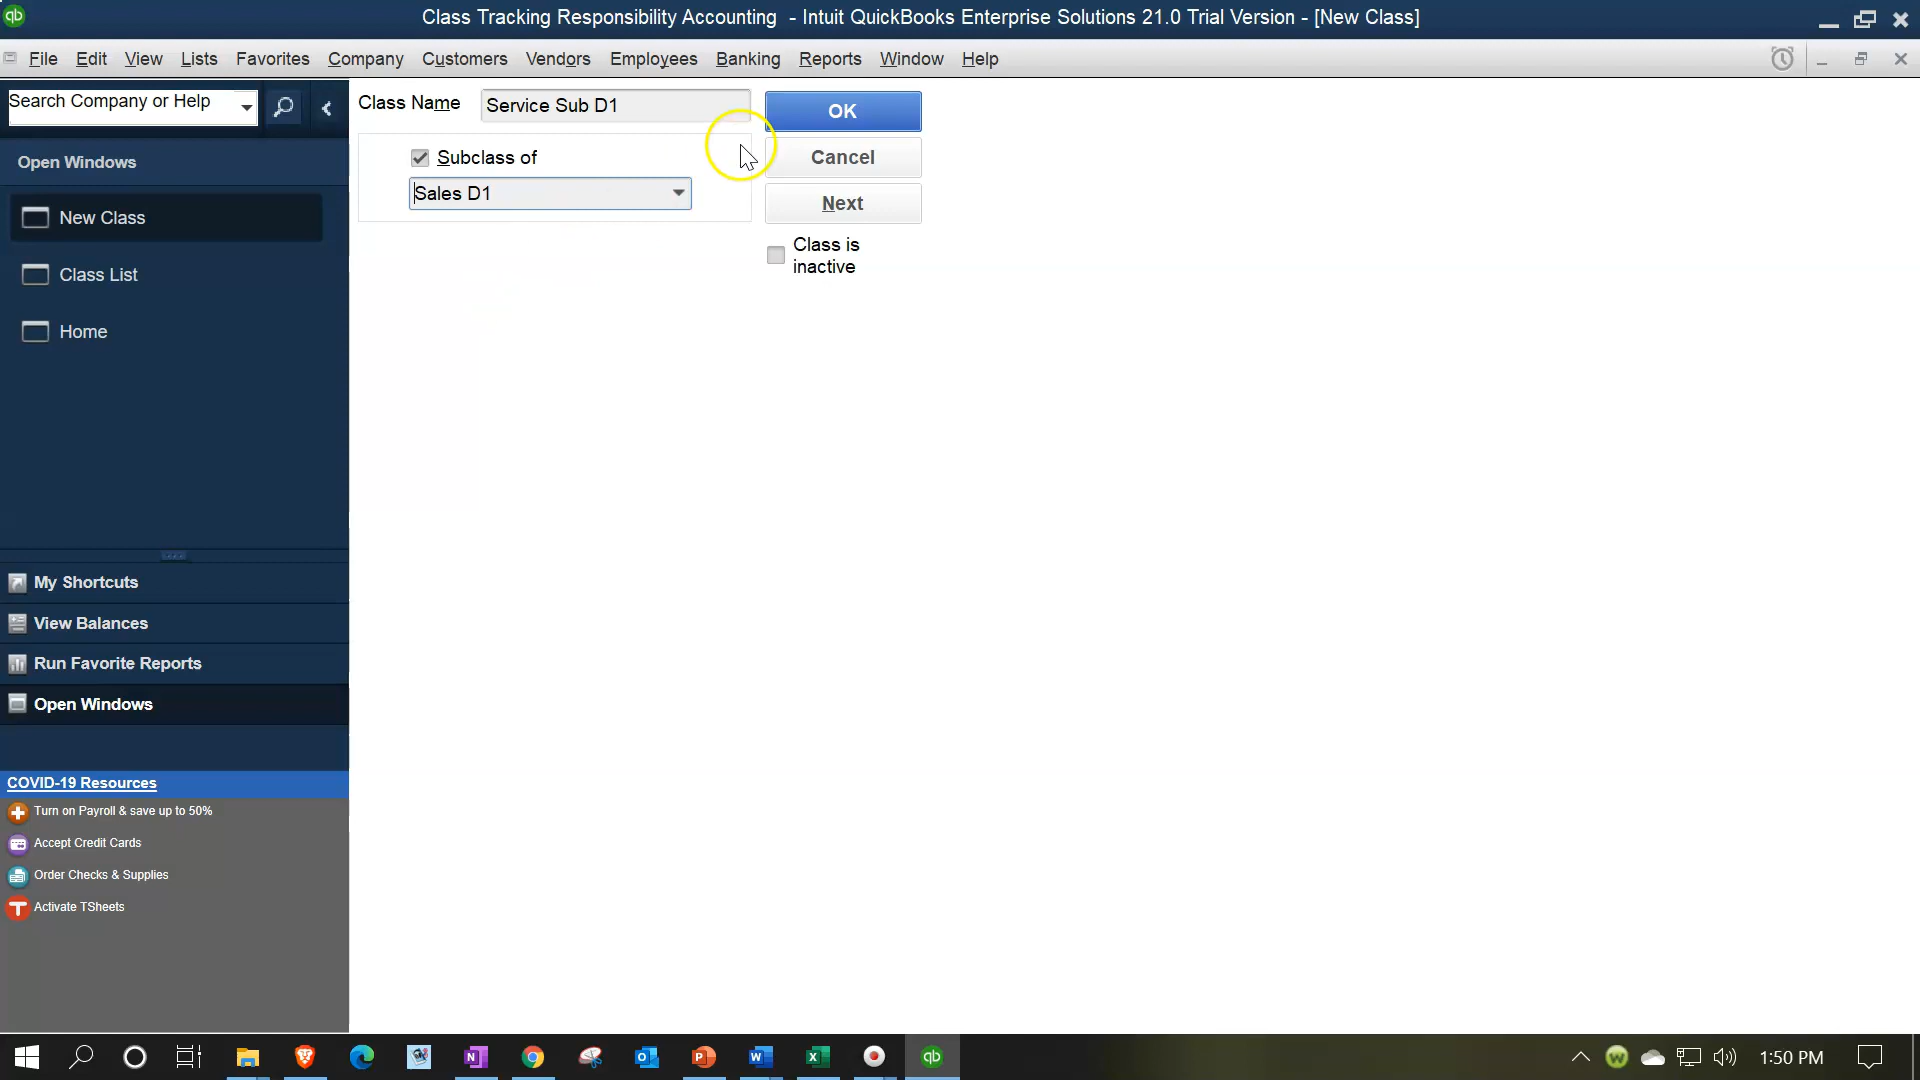 Class Tracking Responsibility Accounting - Intuit QuickBooks Enterprise Solutions 21.0 Trial Version - [New Class]
File Edit View Lists Favorites Company Customers Vendors Employees Banking Reports Window Help
Search Company or Help
Open Windows
New Class
Class List
Home
My Shortcuts
View Balances
Run Favorite Reports
Open Windows
COVID-19 Resources
Turn on Payroll & save up to 50%
Accept Credit Cards
Order Checks & Supplies
Activate TSheets
Class Name Service Sub D1
OK
Subclass of
Cancel
Sales D1
Next
Class is
inactive
1:50 PM